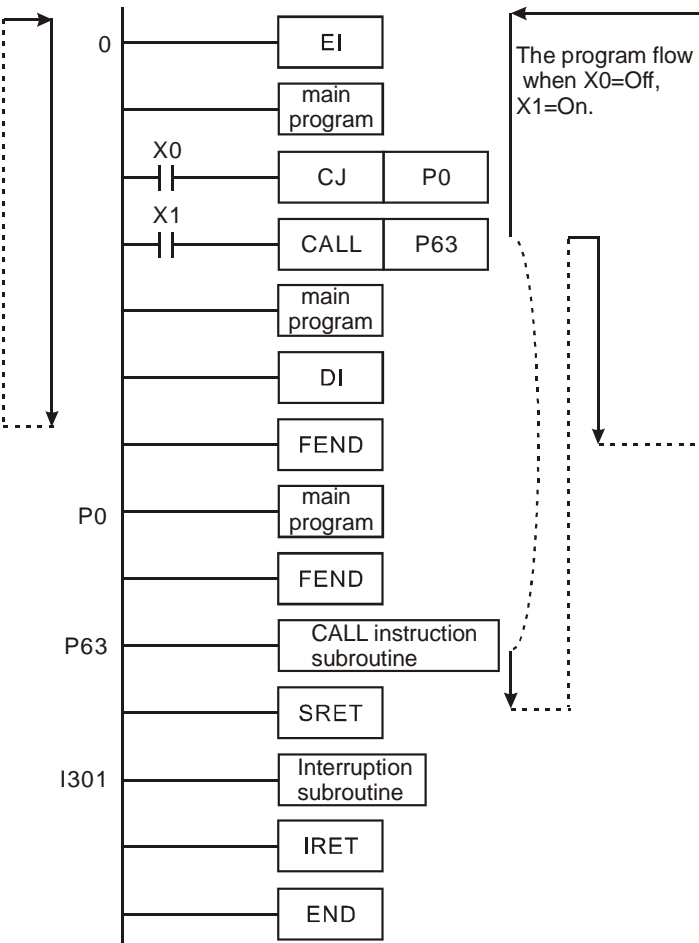 0
EI
The program flow
when X0=Off,
X1=On.
main
program
X0
CJ P0
X1
CALL P63
main
program
DI
FEND
P0
main
program
FEND
P63
CALL instruction
subroutine
SRET
I301
Interruption
subroutine
IRET
END